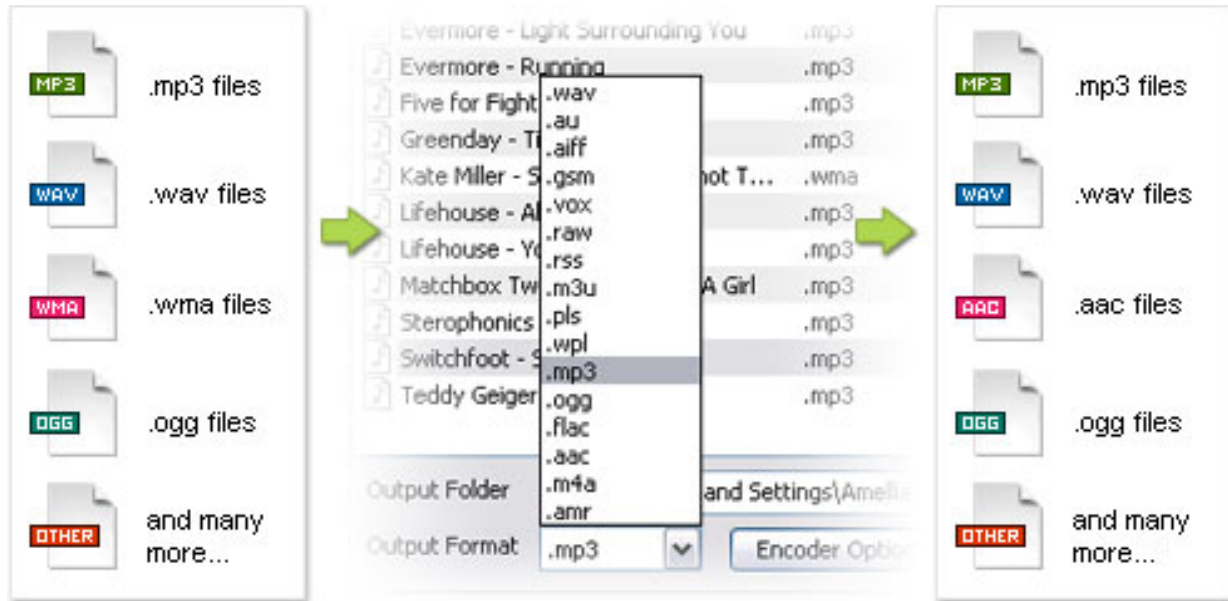 MP3
.mp3 files
WAV
.wav files
WMA
.wma files
OGG
.ogg files
OTHER
and many
more...
Evermore - Light Surrounding You .mp3
Evermore - Running .mp3
Five for Fight .mp3
Greenday - Ti .mp3
Kate Miller - S not T... .wma
Lifehouse - Al .mp3
Lifehouse - Yo .mp3
Matchbox Tw A Girl .mp3
Sterophonics .mp3
Switchfoot - S .mp3
Teddy Geiger .mp3
.wav
.au
.aiff
.gsm
.vox
.raw
.rss
.m3u
.pls
.wpl
.mp3
.ogg
.flac
.aac
.m4a
.amr
Output Folder and Settings\Amelia
Output Format .mp3 Encoder Optio
MP3
.mp3 files
WAV
.wav files
AAC
.aac files
OGG
.ogg files
OTHER
and many
more...